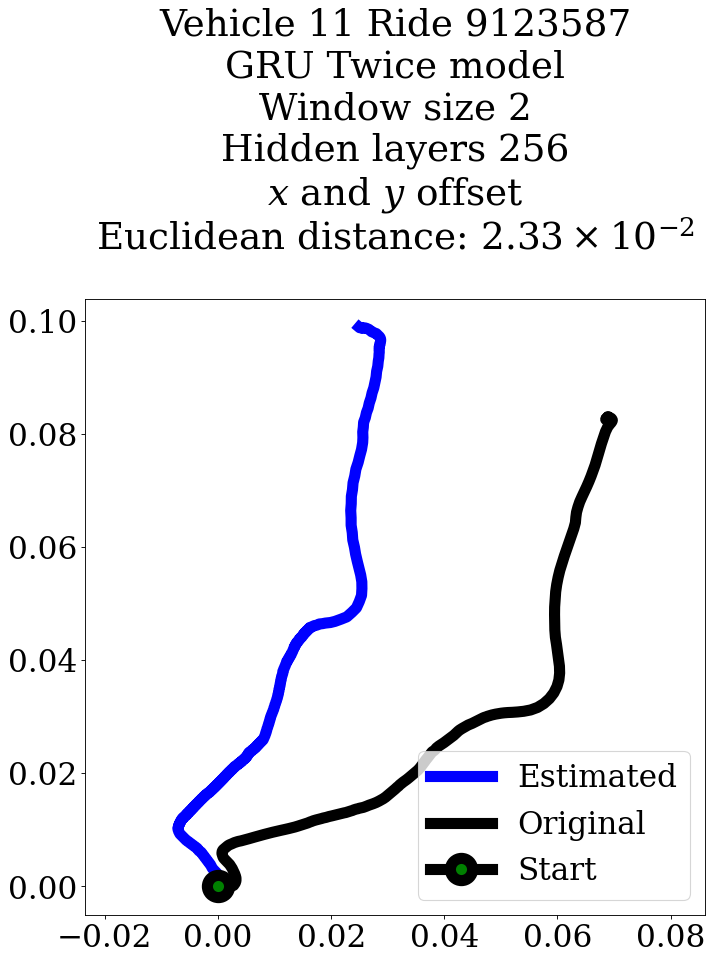 Vehicle 11 Ride 9123587
GRU Twice model
Window size 2
Hidden layers 256
x and y offset
Euclidean distance: 2.33 × 10⁻²
0.10
0.08
0.06
0.04
0.02
0.00
Estimated
Original
Start
−0.02 0.00 0.02 0.04 0.06 0.08